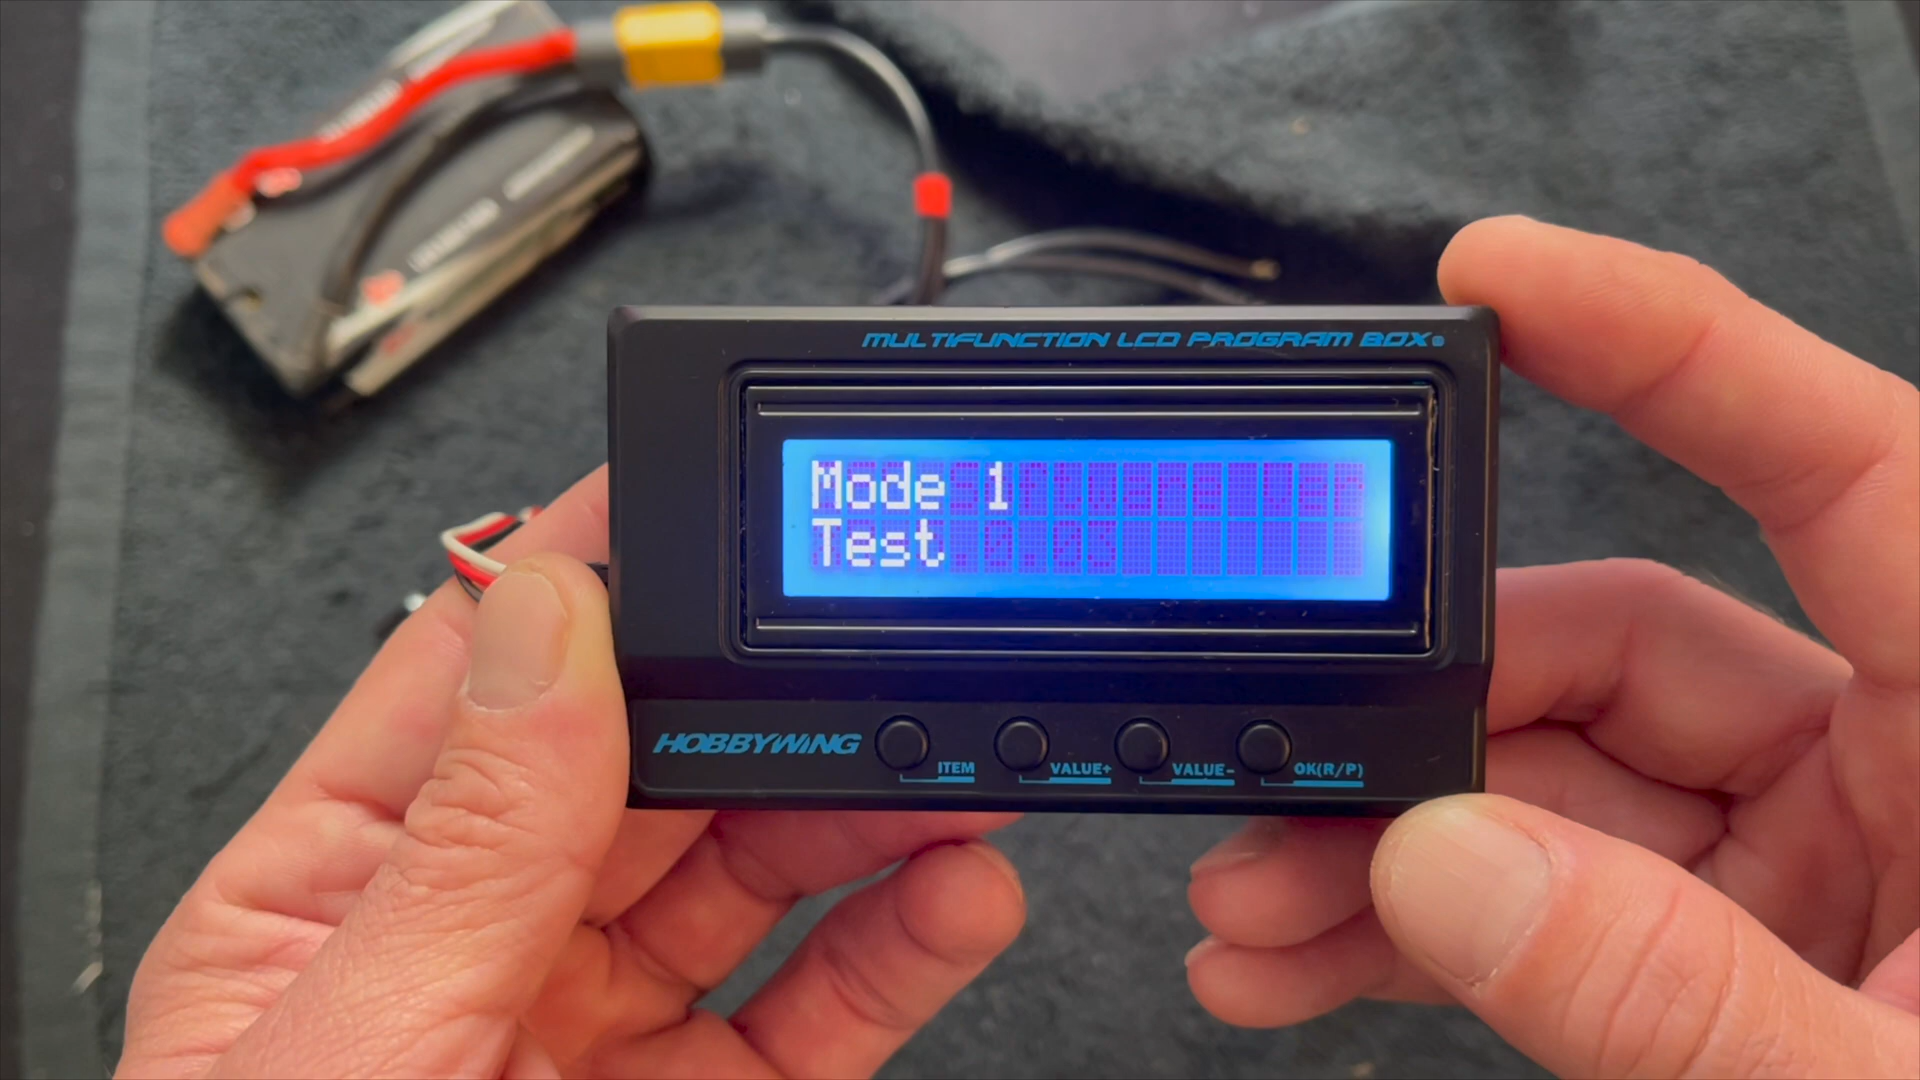 MULTIFUNCTION LCD PROGRAM BOX
Mode 1
Test
HOBBYWING
ITEM
VALUE+
VALUE-
OK(R/P)